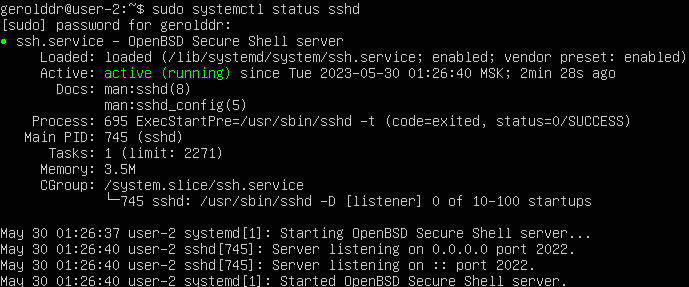 gerolddr@user-2:~$ sudo systemctl status sshd
[sudo] password for gerolddr:
● ssh.service - OpenBSD Secure Shell server
Loaded: loaded (/lib/systemd/system/ssh.service; enabled; vendor preset: enabled)
Active: active (running) since Tue 2023-05-30 01:26:40 MSK; 2min 28s ago
Docs: man:sshd(8)
man:sshd_config(5)
Process: 695 ExecStartPre=/usr/sbin/sshd -t (code=exited, status=0/SUCCESS)
Main PID: 745 (sshd)
Tasks: 1 (limit: 2271)
Memory: 3.5M
CGroup: /system.slice/ssh.service
└─745 sshd: /usr/sbin/sshd -D [listener] 0 of 10-100 startups
May 30 01:26:37 user-2 systemd[1]: Starting OpenBSD Secure Shell server...
May 30 01:26:40 user-2 sshd[745]: Server listening on 0.0.0.0 port 2022.
May 30 01:26:40 user-2 sshd[745]: Server listening on :: port 2022.
May 30 01:26:40 user-2 systemd[1]: Started OpenBSD Secure Shell server.